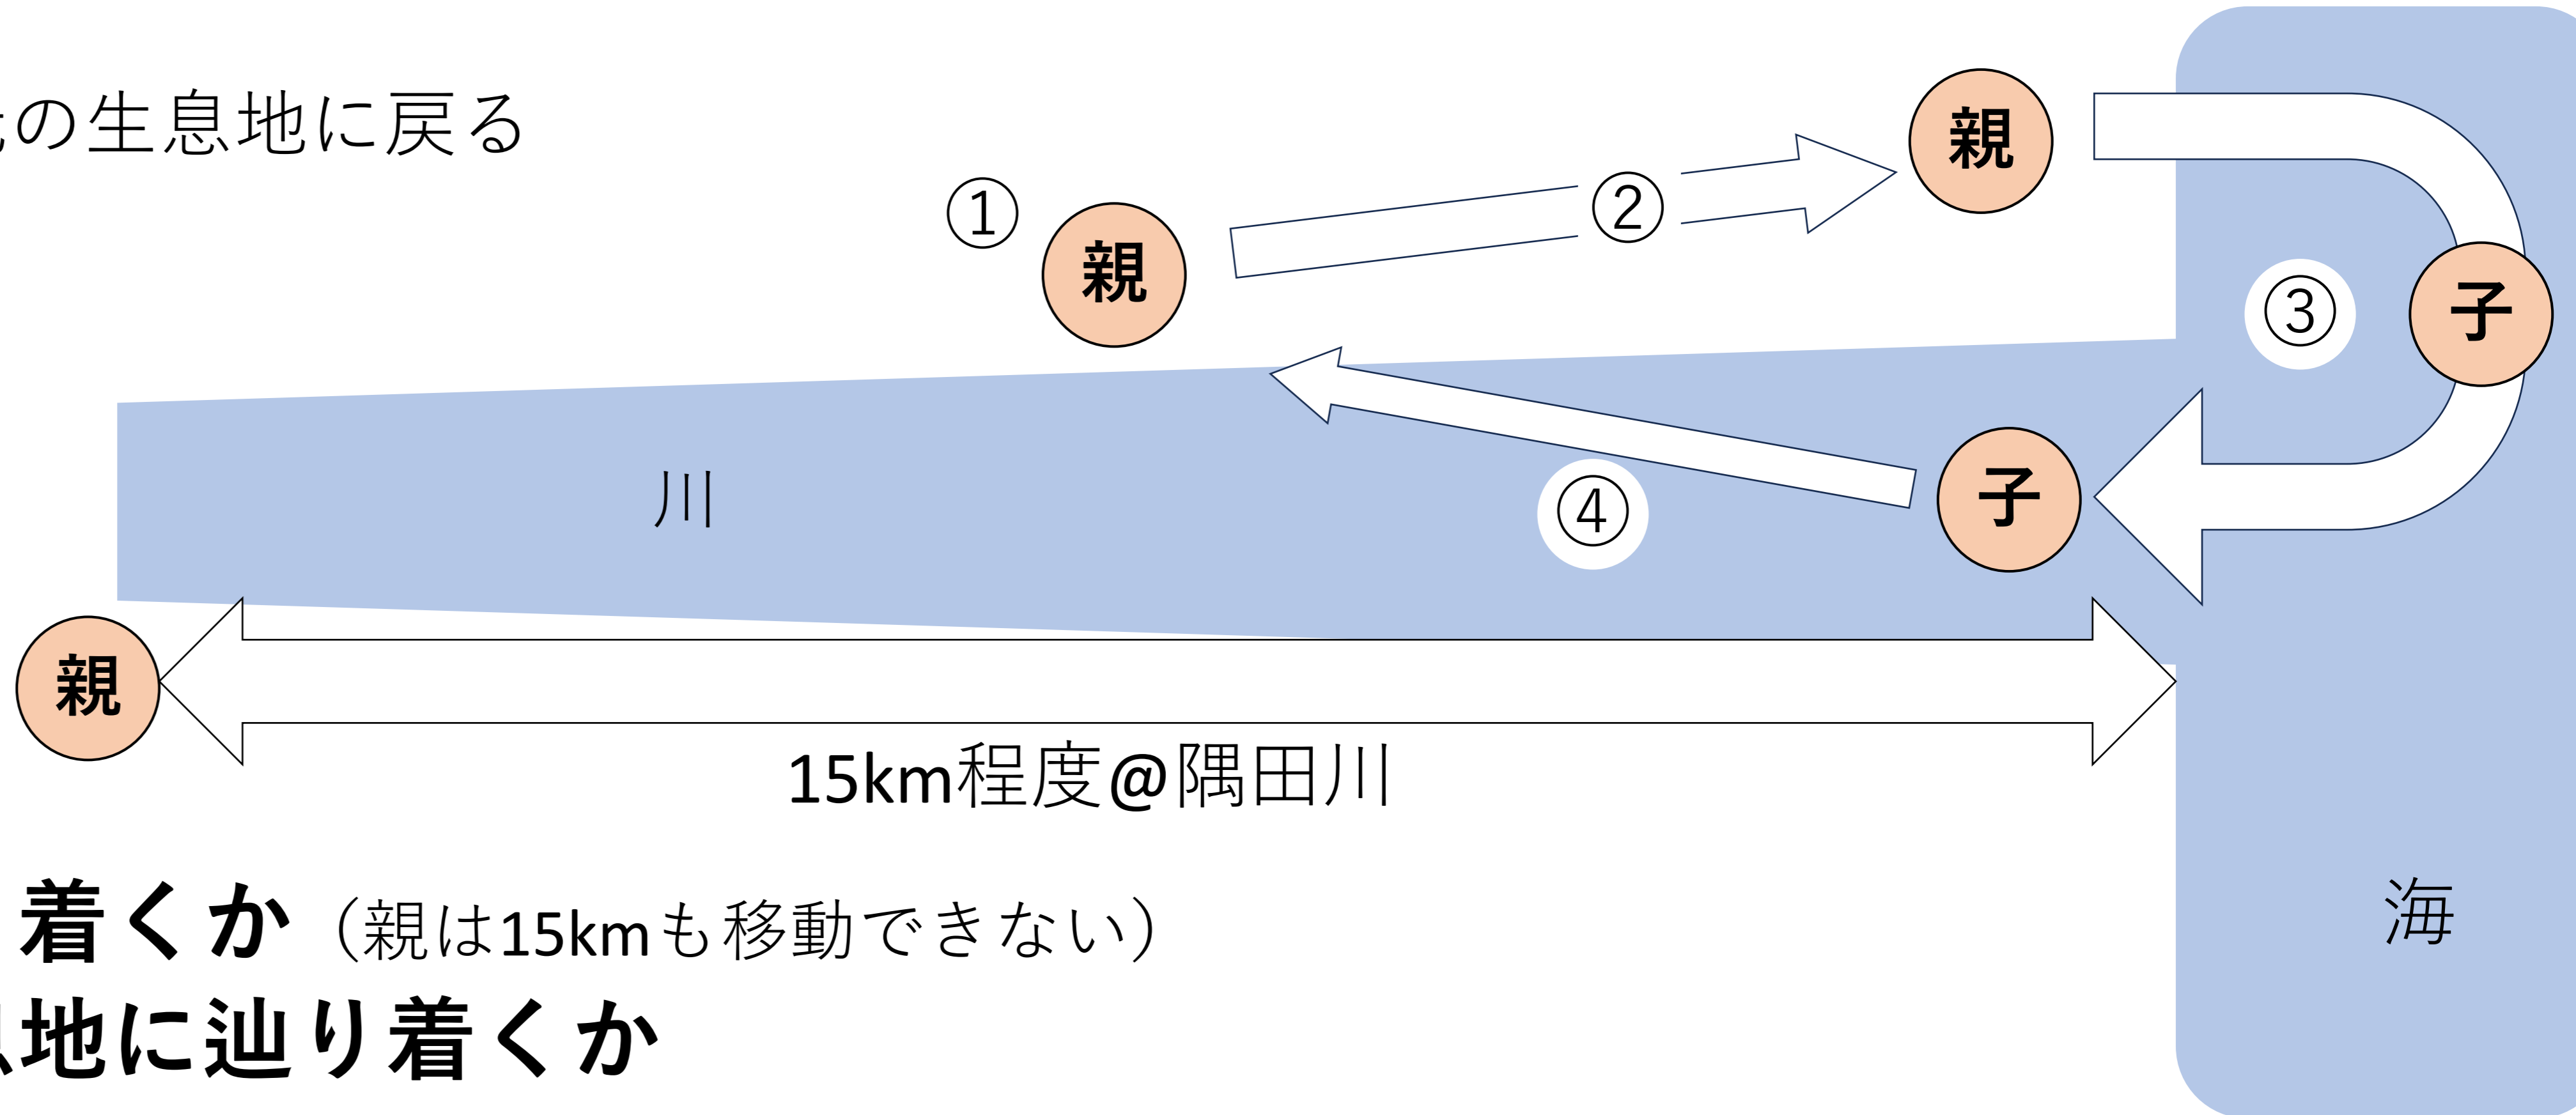 の生息地に戻る
①
親
②
親
③
子
川
④
子
親
15km程度@隅田川
着くか（親は15kmも移動できない）
海
地に辿り着くか